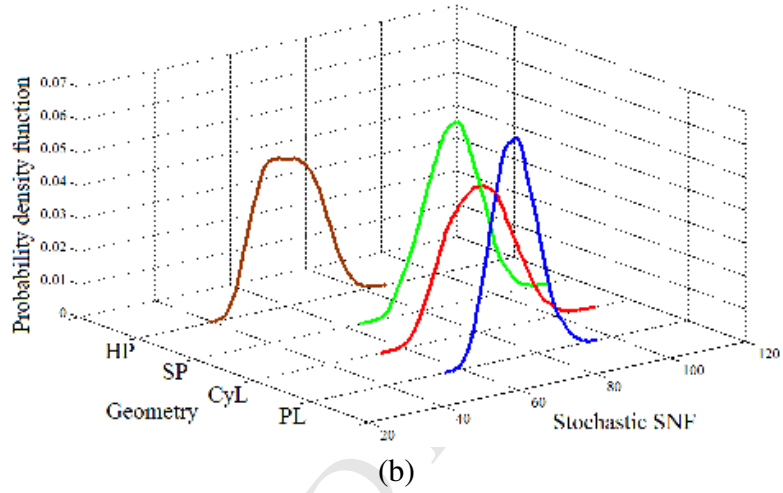 Probability density function
0.07
0.06
0.05
0.04
0.03
0.02
0.01
0
HP
SP
CyL
PL
Geometry
20
40
60
80
100
120
Stochastic SNF
(b)